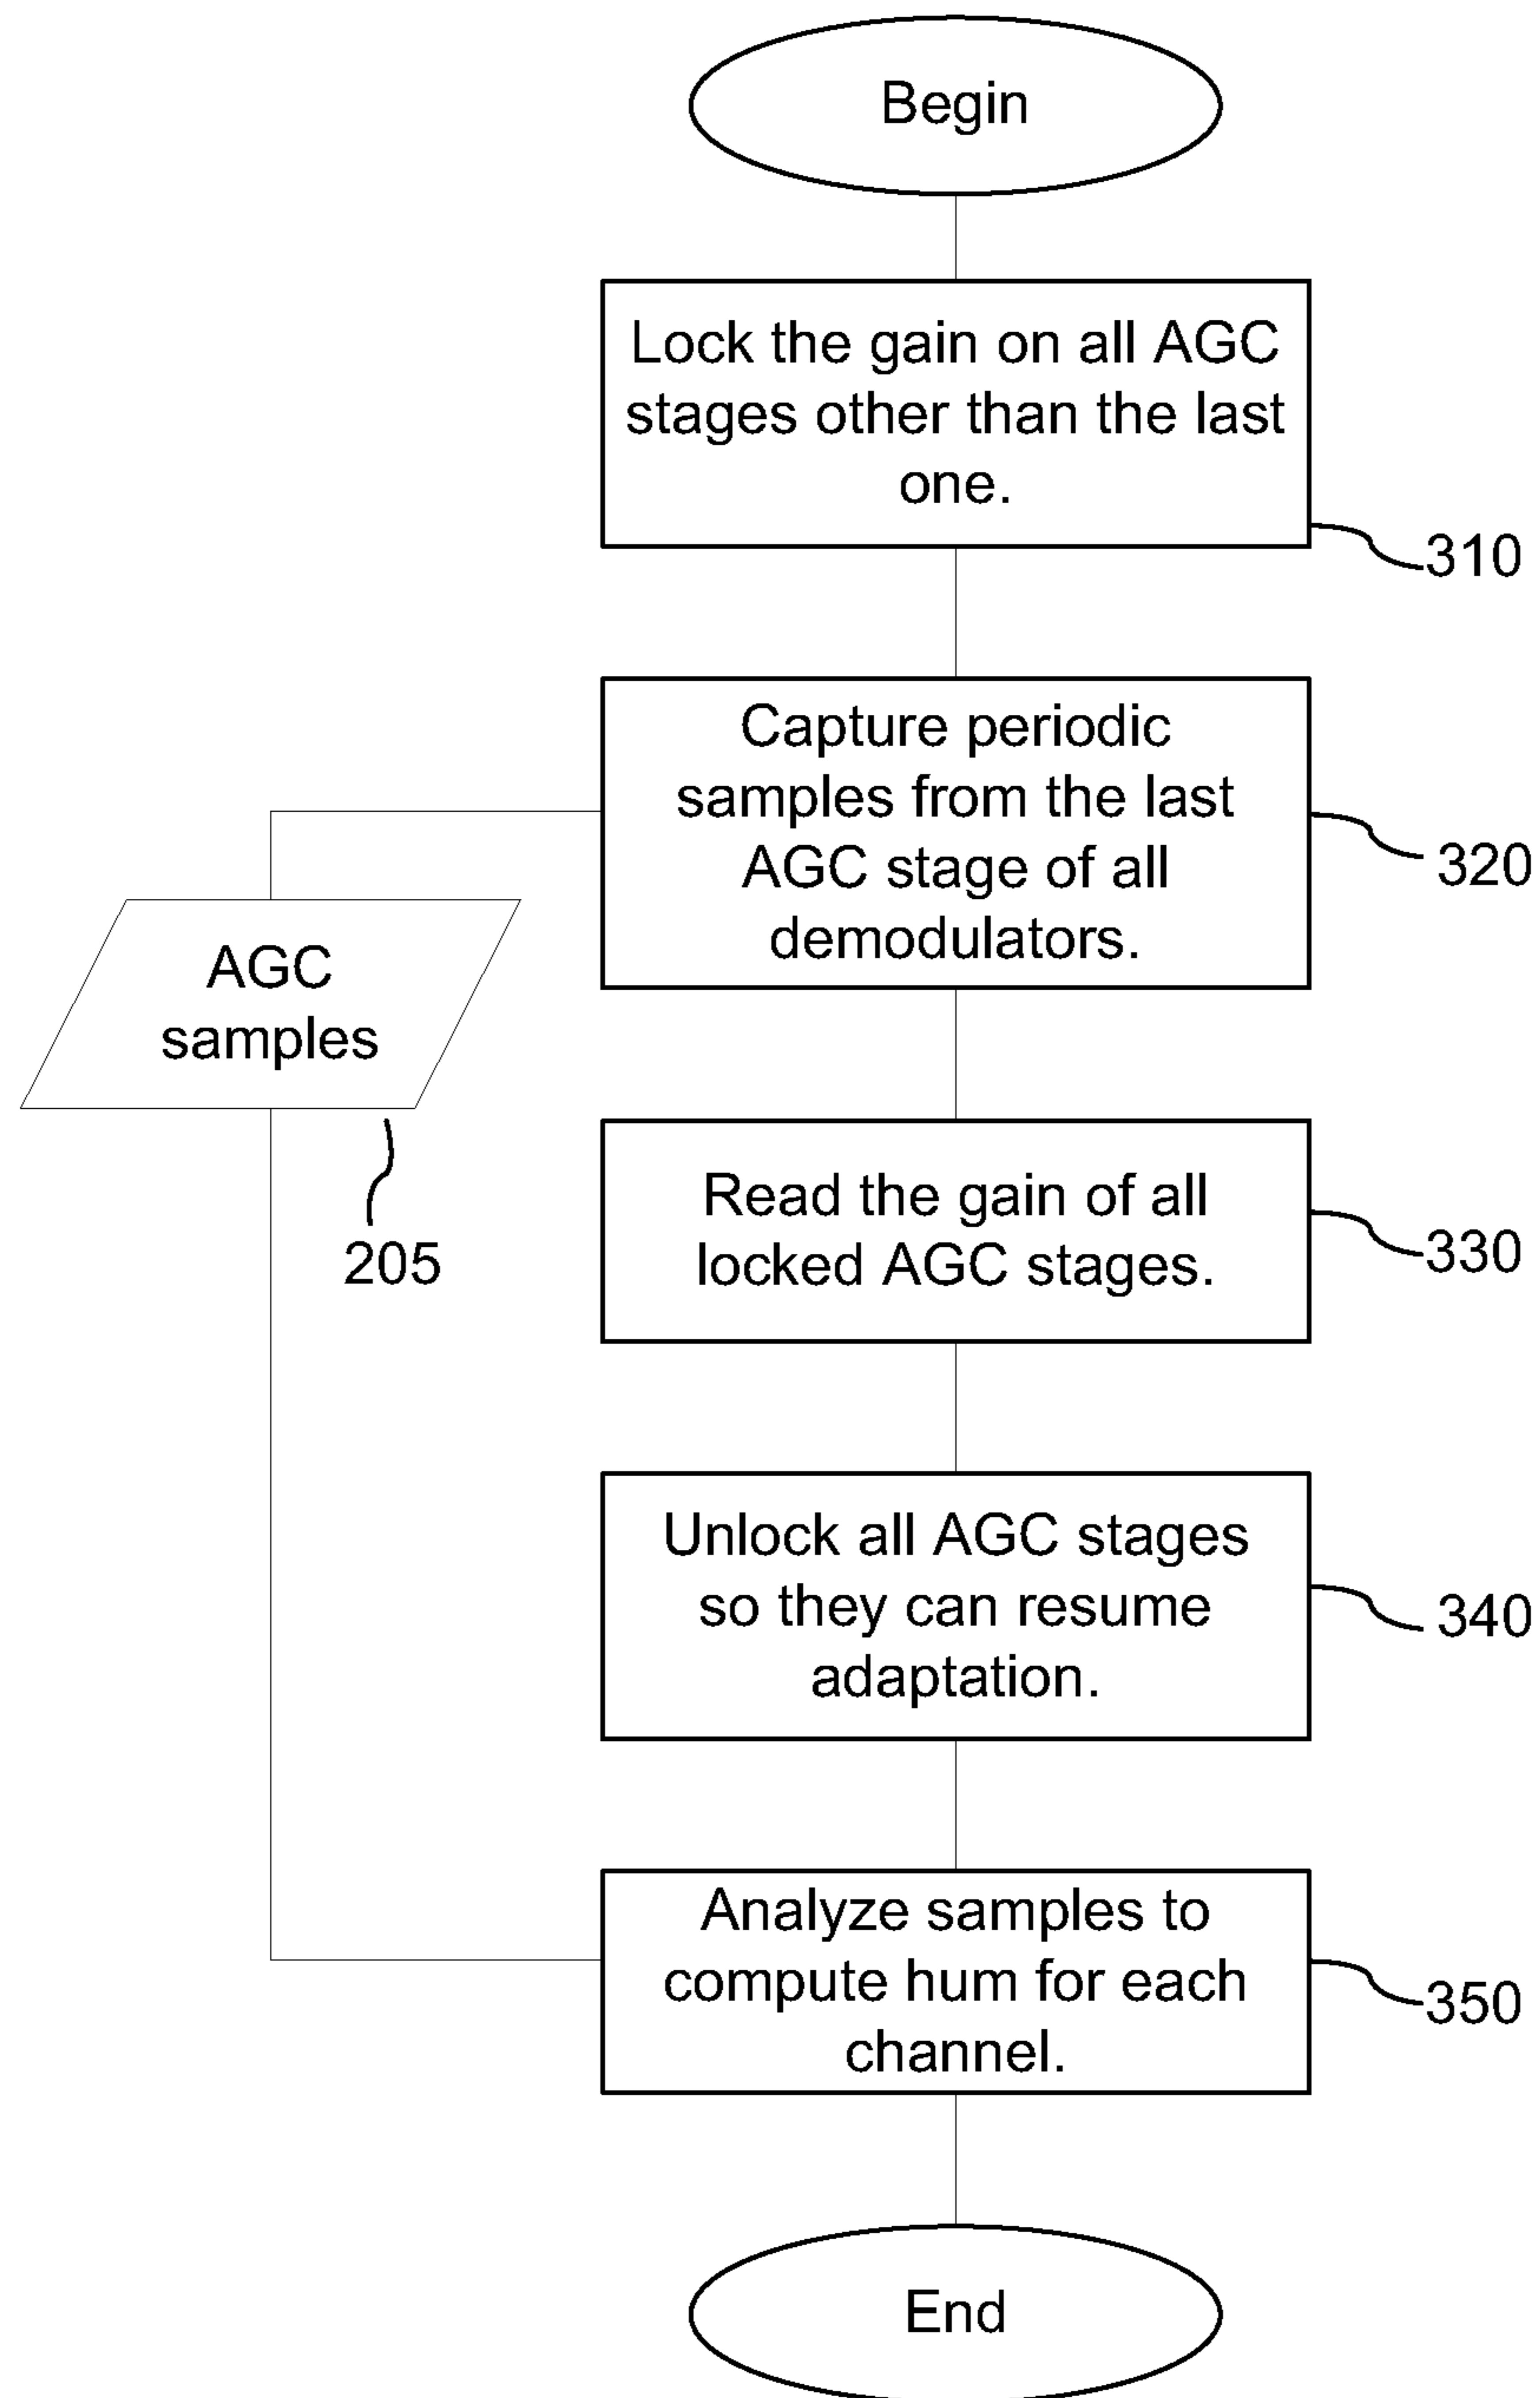 Begin
Lock the gain on all AGC
stages other than the last
one.
310
Capture periodic
samples from the last
AGC stage of all
demodulators.
320
AGC
samples
205
Read the gain of all
locked AGC stages.
330
Unlock all AGC stages
so they can resume
adaptation.
340
Analyze samples to
compute hum for each
channel.
350
End